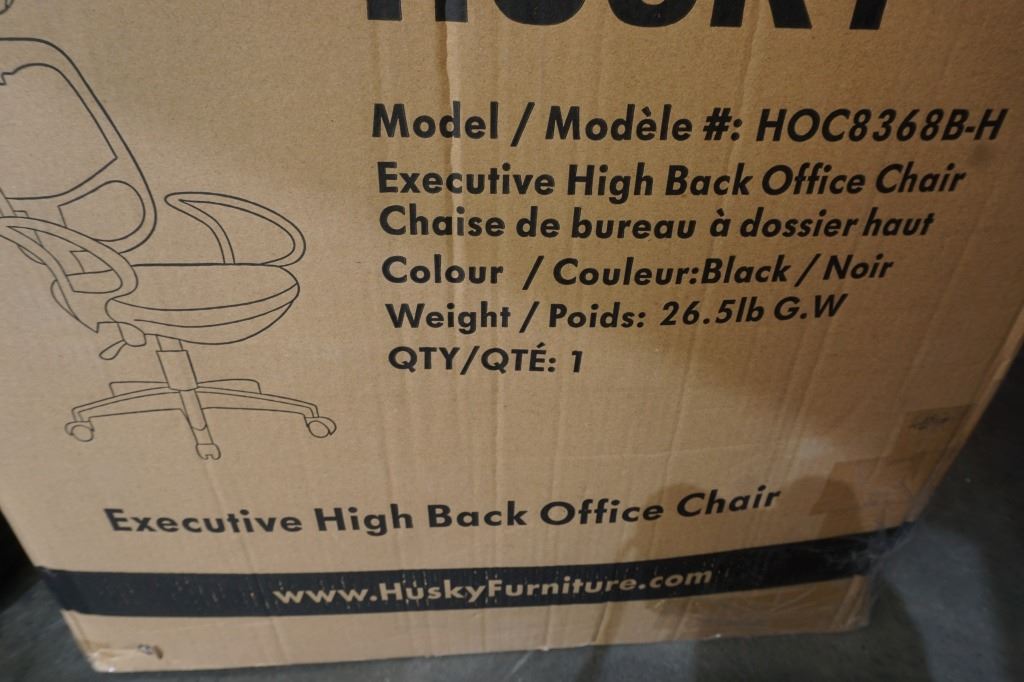 HUSKY
Model / Modèle #: HOC8368B-H
Executive High Back Office Chair
Chaise de bureau à dossier haut
Colour / Couleur:Black / Noir
Weight / Poids: 26.5lb G.W
QTY/QTÉ: 1
Executive High Back Office Chair
www.HuskyFurniture.com